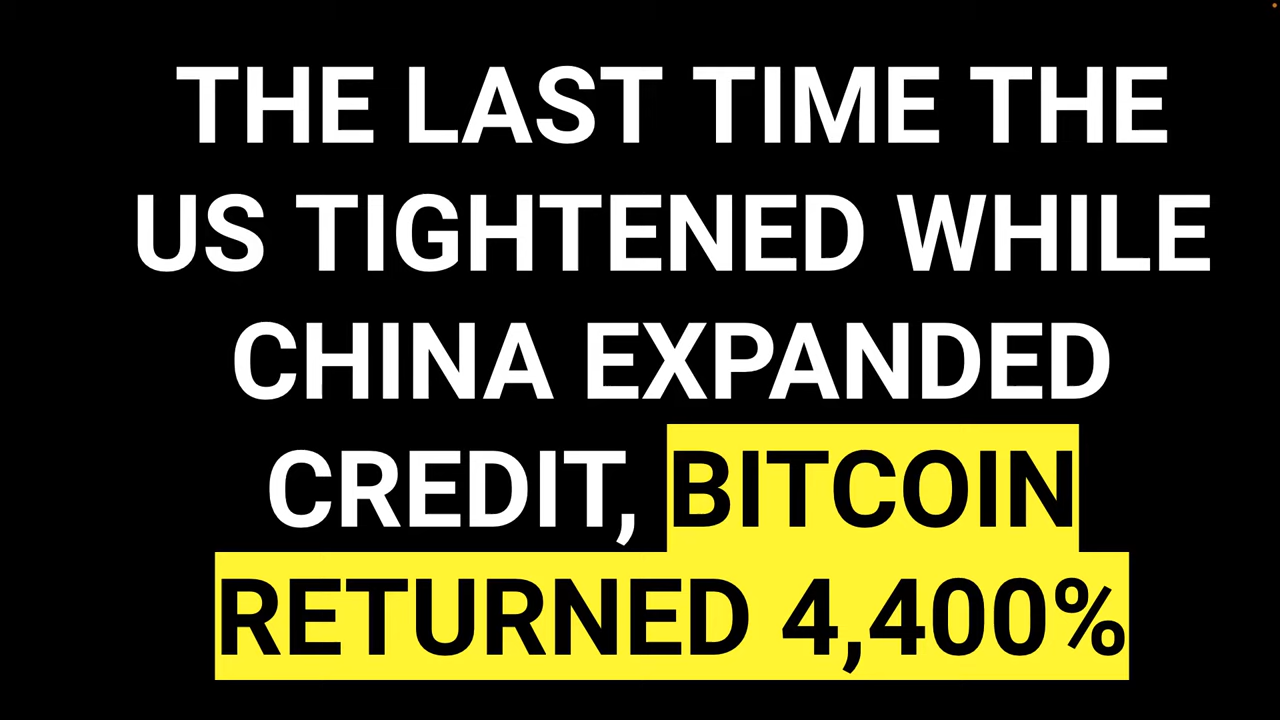 THE LAST TIME THE
US TIGHTENED WHILE
CHINA EXPANDED
CREDIT, BITCOIN
RETURNED 4,400%